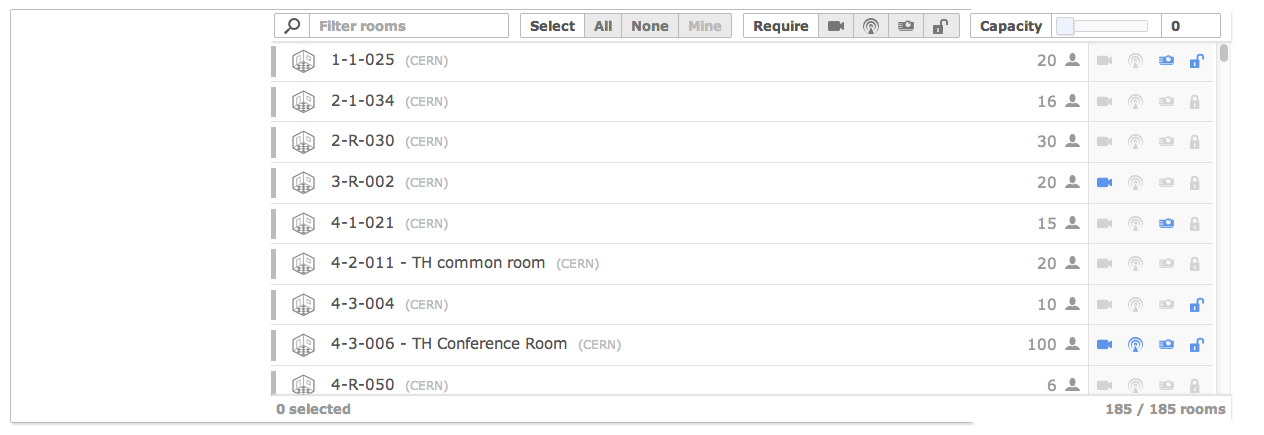 Filter rooms Select All None Mine Require Capacity 0
1-1-025 (CERN) 20
2-1-034 (CERN) 16
2-R-030 (CERN) 30
3-R-002 (CERN) 20
4-1-021 (CERN) 15
4-2-011 - TH common room (CERN) 20
4-3-004 (CERN) 10
4-3-006 - TH Conference Room (CERN) 100
4-R-050 (CERN) 6
0 selected 185 / 185 rooms